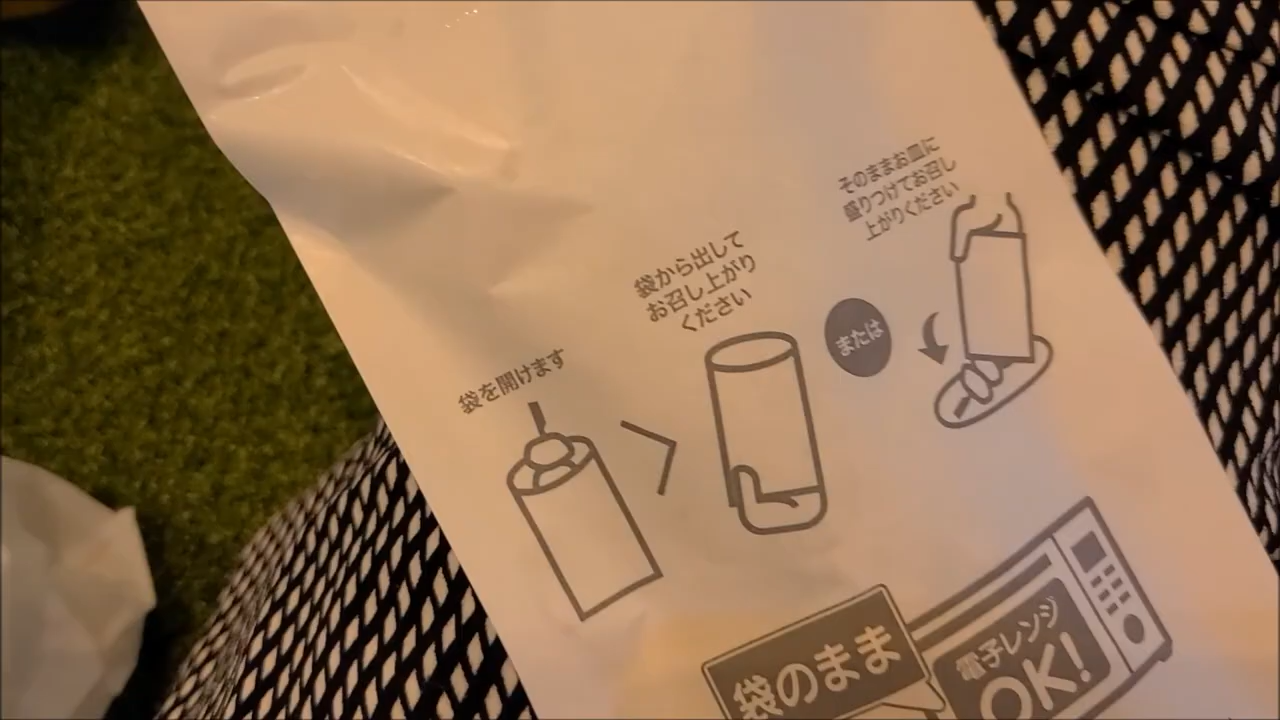 そのままお皿に
盛りつけてお召し
上がりください
袋から出して
お召し上がり
ください
または
袋を開けます
袋のまま
電子レンジ
OK!